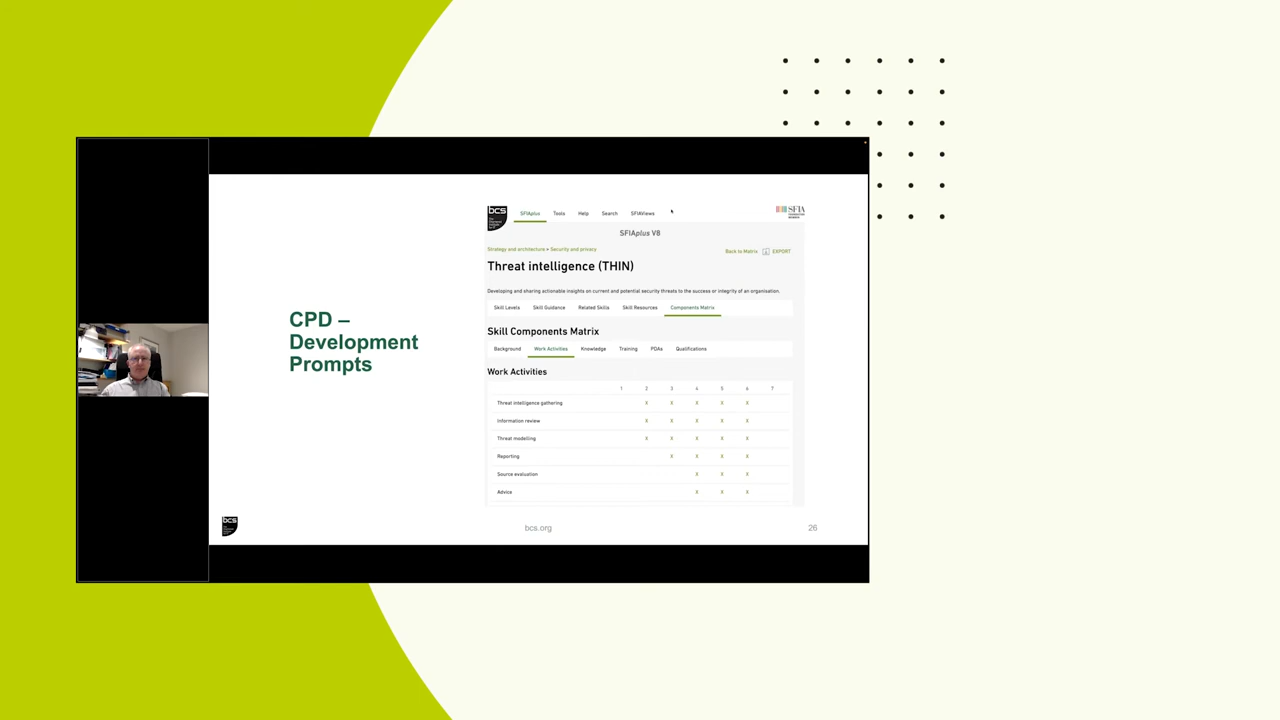 CPD –
Development
Prompts
bcs
SFIAplus Tools Help Search SFIAViews
SFIA
SFIAplus V8
Strategy and architecture > Security and privacy
Back to Matrix EXPORT
Threat intelligence (THIN)
Developing and sharing actionable insights on current and potential security threats to the success or integrity of an organisation.
Skill Levels Skill Guidance Related Skills Skill Resources Components Matrix
Skill Components Matrix
Background Work Activities Knowledge Training PDAs Qualifications
Work Activities
1 2 3 4 5 6 7
Threat intelligence gathering X X X X X
Information review X X X X X
Threat modelling X X X X X
Reporting X X X X
Source evaluation X X X
Advice X X X
bcs
bcs.org
26